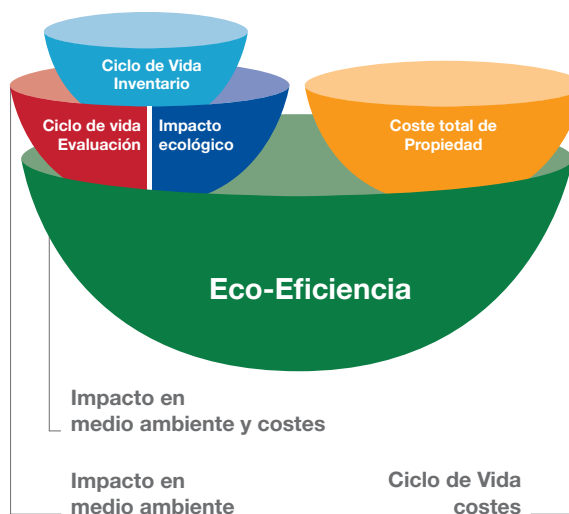 Ciclo de Vida
Inventario
Ciclo de vida
Evaluación
Impacto
ecológico
Coste total de
Propiedad
Eco-Eficiencia
Impacto en
medio ambiente y costes
Impacto en
medio ambiente
Ciclo de Vida
costes